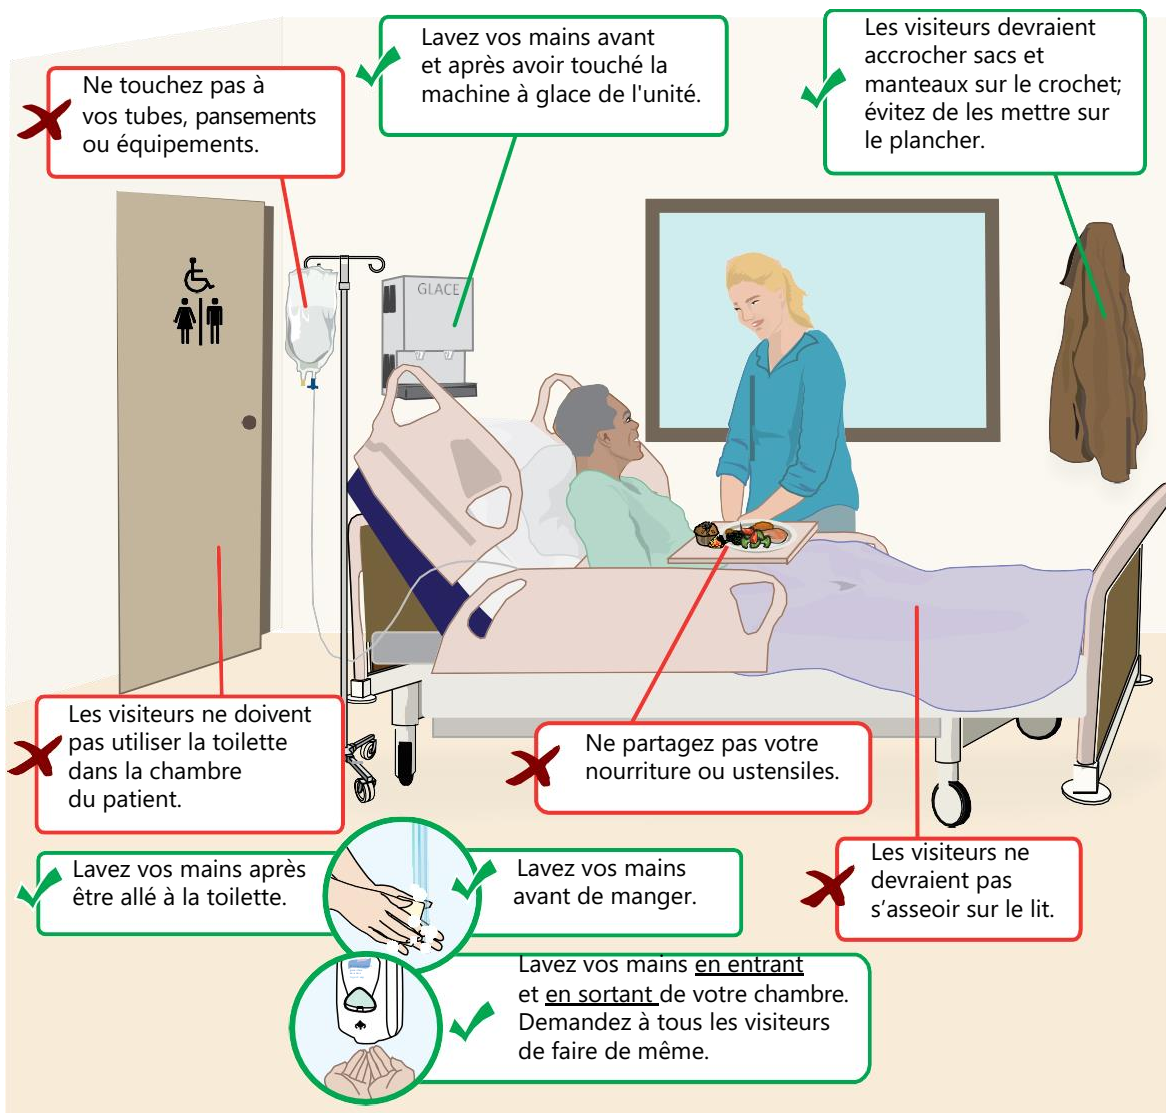 Lavez vos mains avant
et après avoir touché la
machine à glace de l'unité.
Les visiteurs devraient
accrocher sacs et
manteaux sur le crochet;
évitez de les mettre sur
le plancher.
Ne touchez pas à
vos tubes, pansements
ou équipements.
GLACE
Les visiteurs ne doivent
pas utiliser la toilette
dans la chambre
du patient.
Ne partagez pas votre
nourriture ou ustensiles.
Les visiteurs ne
devraient pas
s’asseoir sur le lit.
Lavez vos mains après
être allé à la toilette.
Lavez vos mains
avant de manger.
Lavez vos mains en entrant
et en sortant de votre chambre.
Demandez à tous les visiteurs
de faire de même.